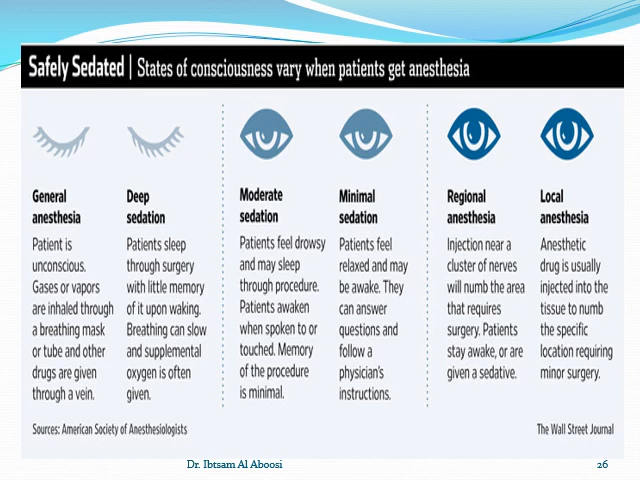 Safely Sedated | States of consciousness vary when patients get anesthesia
General
anesthesia
Patient is
unconscious.
Gases or vapors
are inhaled through
a breathing mask
or tube and other
drugs are given
through a vein.
Deep
sedation
Patients sleep
through surgery
with little memory
of it upon waking.
Breathing can slow
and supplemental
oxygen is often
given.
Moderate
sedation
Patients feel drowsy
and may sleep
through procedure.
Patients awaken
when spoken to or
touched. Memory
of the procedure
is minimal.
Minimal
sedation
Patients feel
relaxed and may
be awake. They
can answer
questions and
follow a
physician's
instructions.
Regional
anesthesia
Injection near a
cluster of nerves
will numb the area
that requires
surgery. Patients
stay awake, or are
given a sedative.
Local
anesthesia
Anesthetic
drug is usually
injected into the
tissue to numb
the specific
location requiring
minor surgery.
Sources: American Society of Anesthesiologists
The Wall Street Journal
Dr. Ibtsam Al Aboosi
26